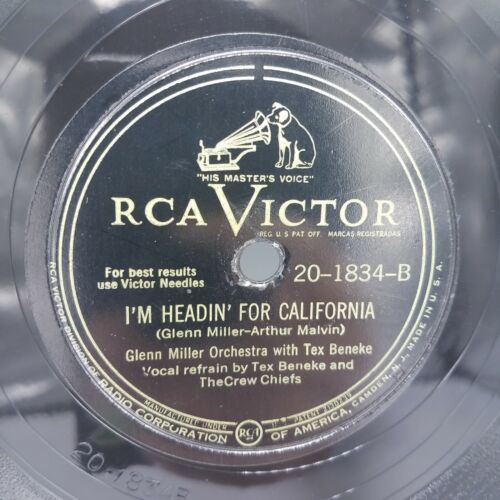 "HIS MASTER'S VOICE"
RCA VICTOR
REG. U.S. PAT. OFF. MARCAS REGISTRADAS
For best results
use Victor Needles
20-1834-B
I'M HEADIN' FOR CALIFORNIA
(Glenn Miller-Arthur Malvin)
Glenn Miller Orchestra with Tex Beneke
Vocal refrain by Tex Beneke and
TheCrew Chiefs
MANUFACTURED UNDER
RCA
PATENT
RCA VICTOR DIVISION OF RADIO CORPORATION OF AMERICA, CAMDEN, N.J., MADE IN U.S.A.